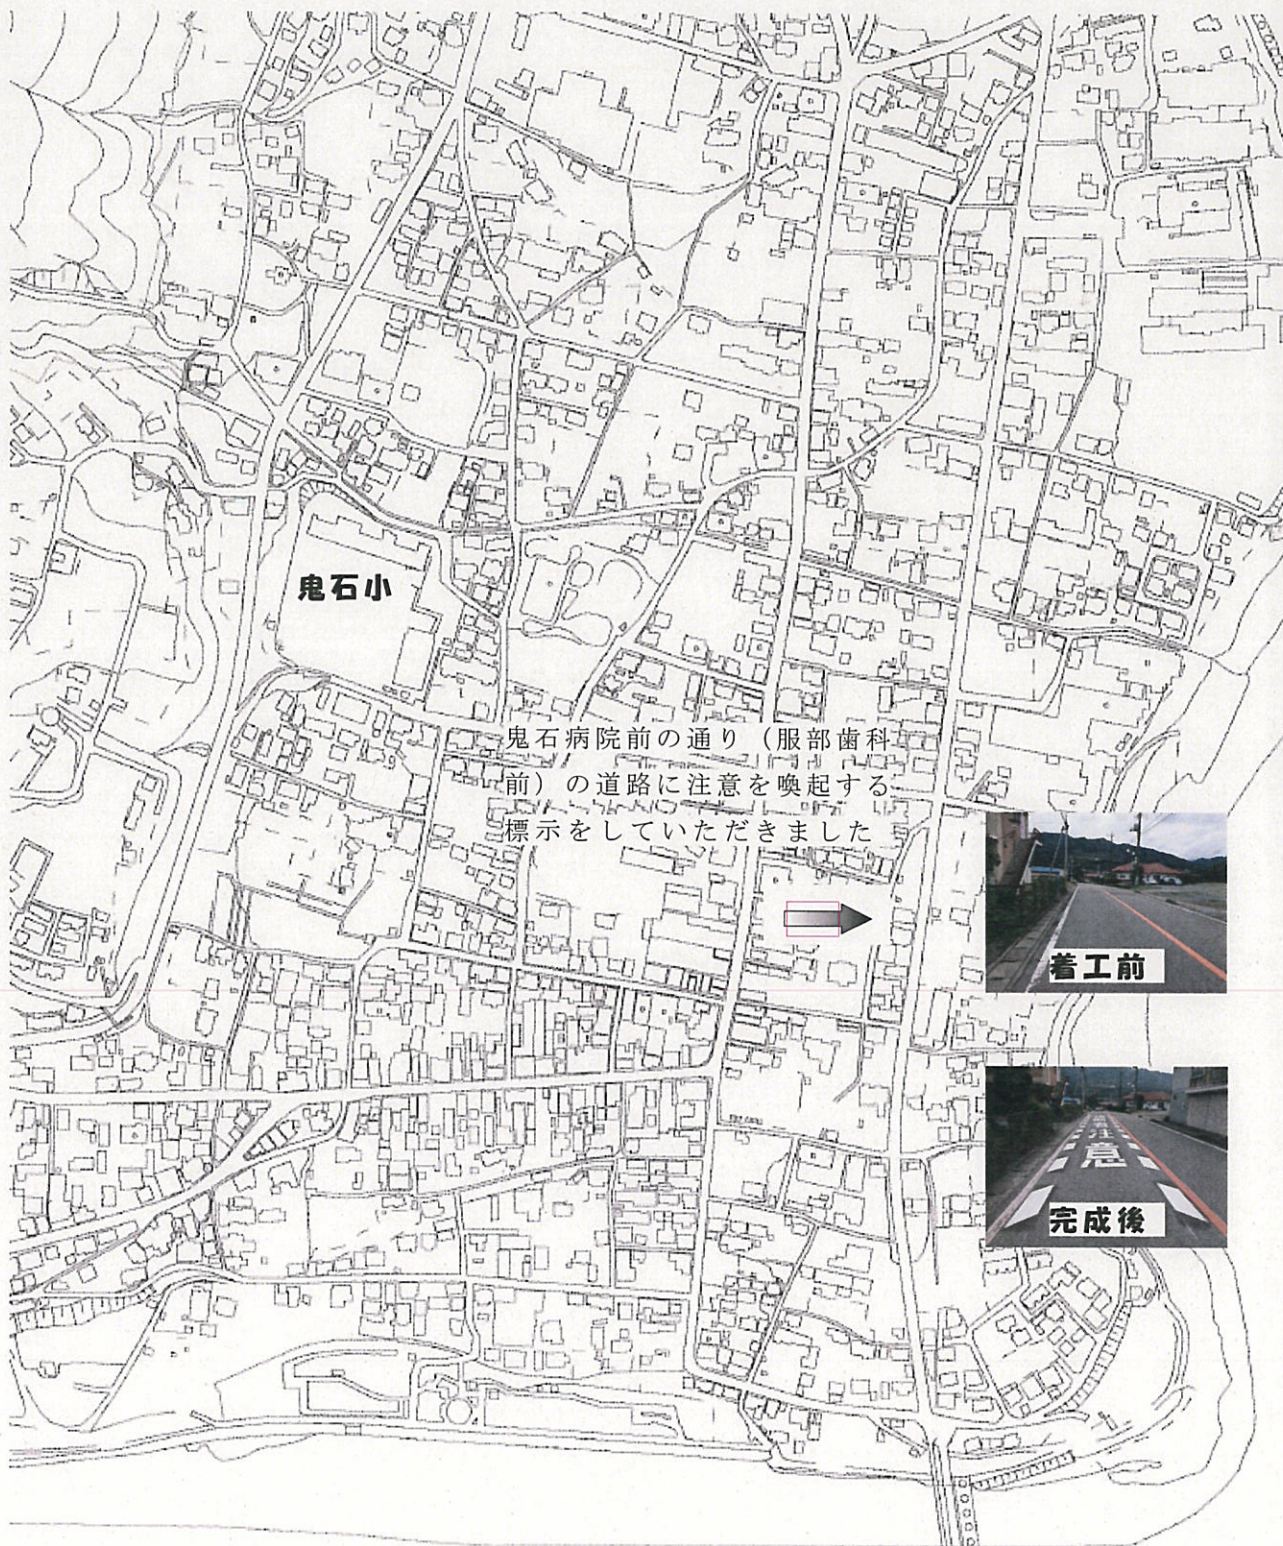 鬼石小
鬼石病院前の通り（服部歯科
前）の道路に注意を喚起する
標示をしていただきました
着工前
注意
完成後